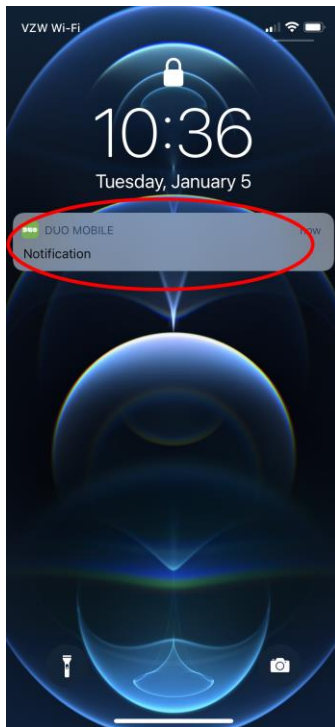 VZW Wi-Fi
10:36
Tuesday, January 5
DUO MOBILE now
Notification